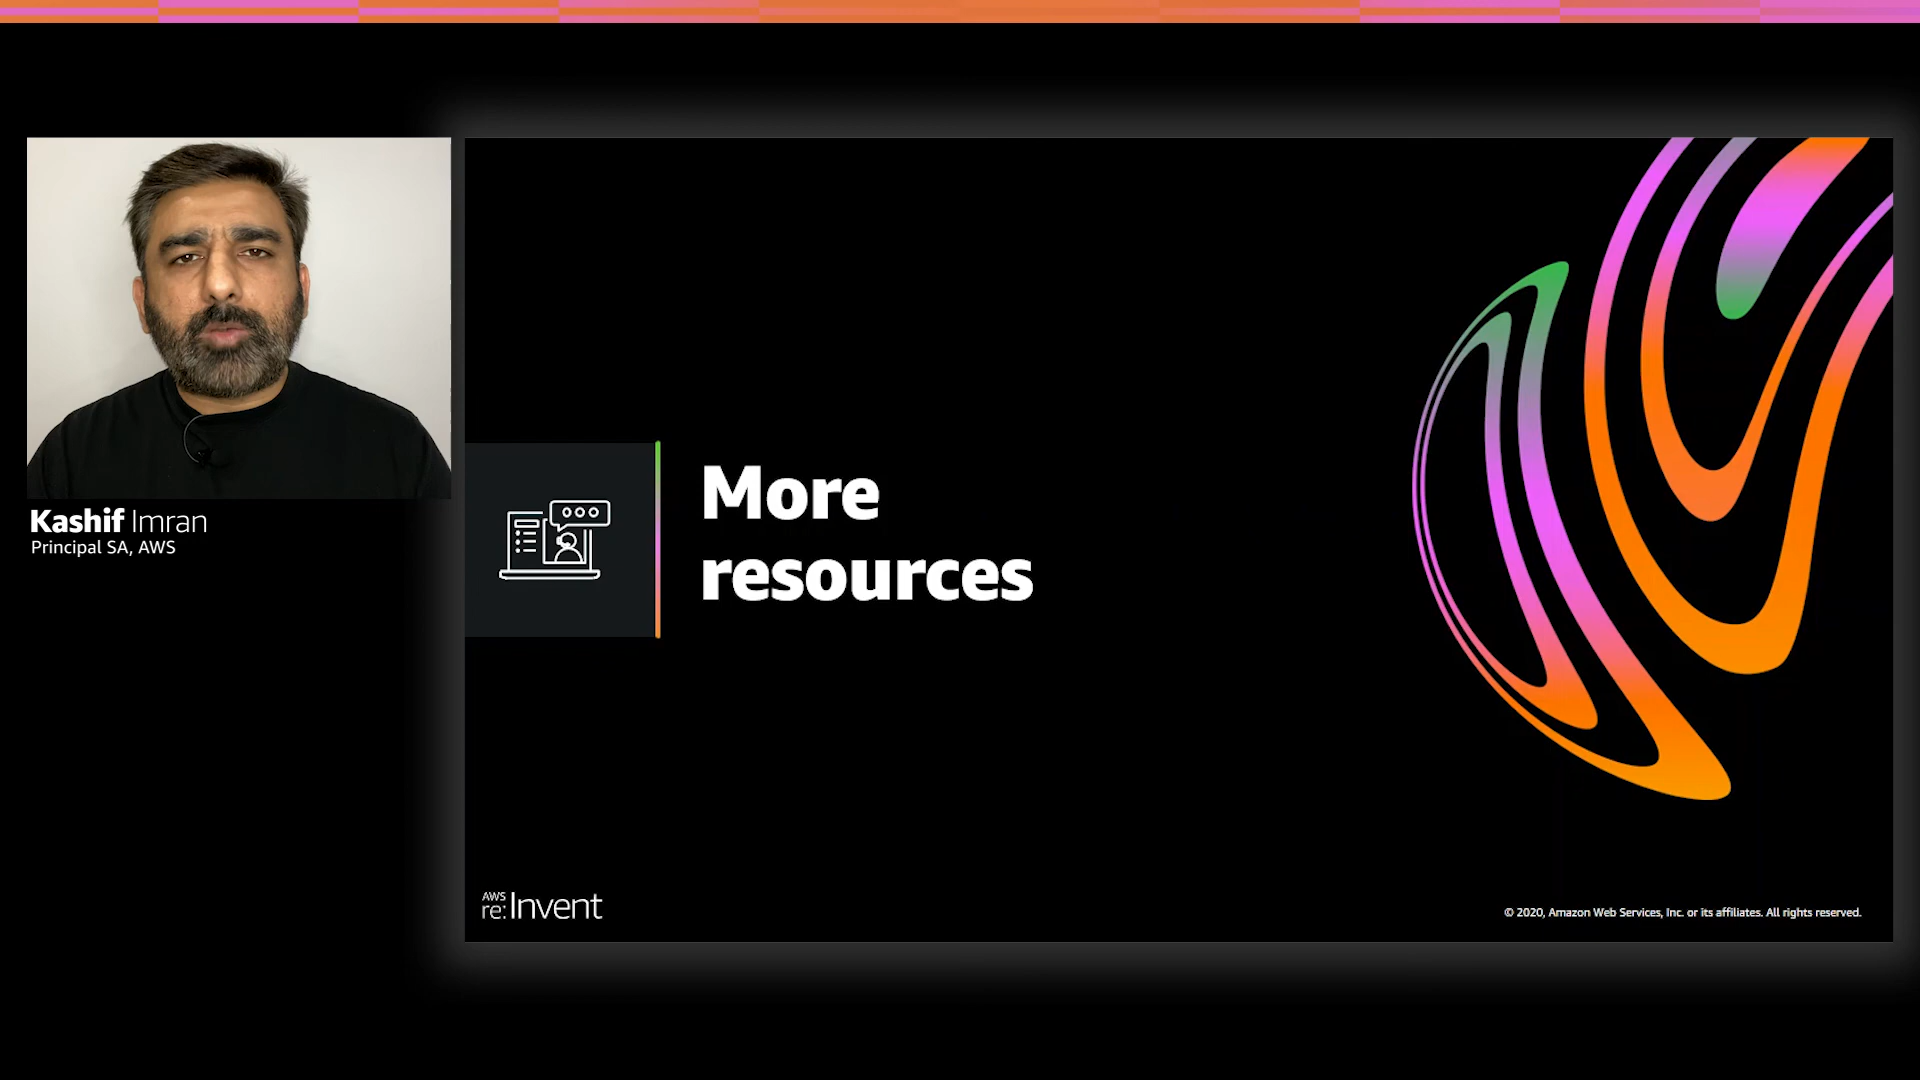 Kashif Imran
Principal SA, AWS
More
resources
AWS
re:Invent
© 2020, Amazon Web Services, Inc. or its affiliates. All rights reserved.